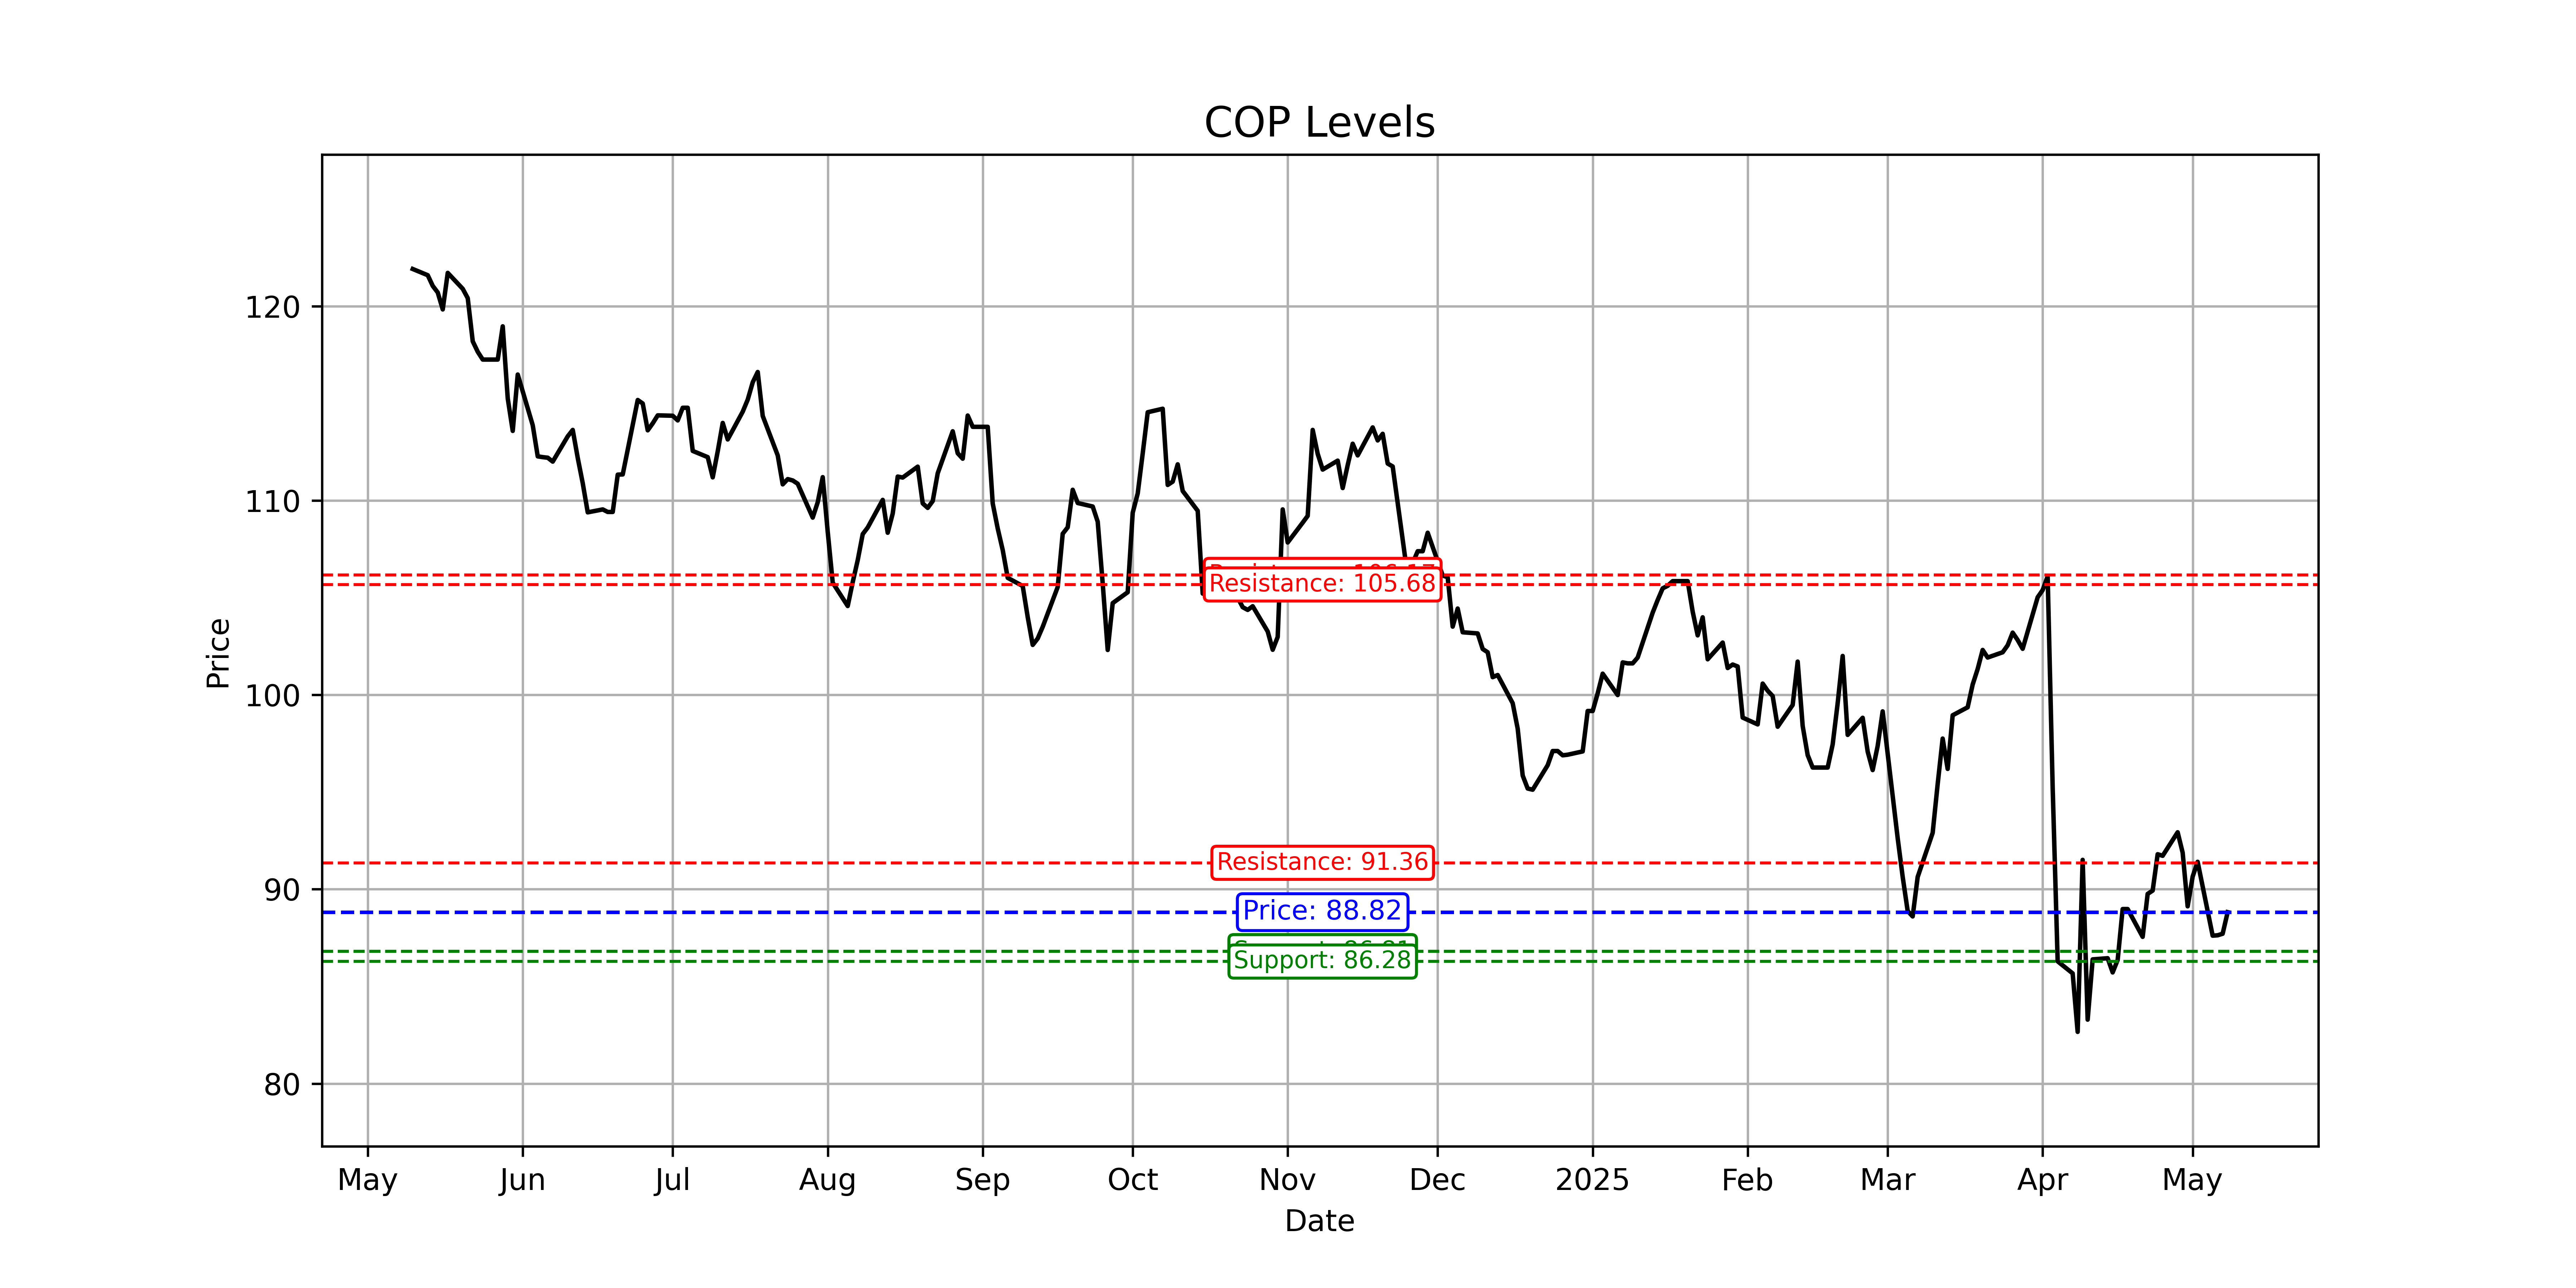 COP Levels
Price
120
110
100
90
80
Resistance: 105.68
Resistance: 91.36
Price: 88.82
Support: 86.28
May Jun Jul Aug Sep Oct Nov Dec 2025 Feb Mar Apr May
Date